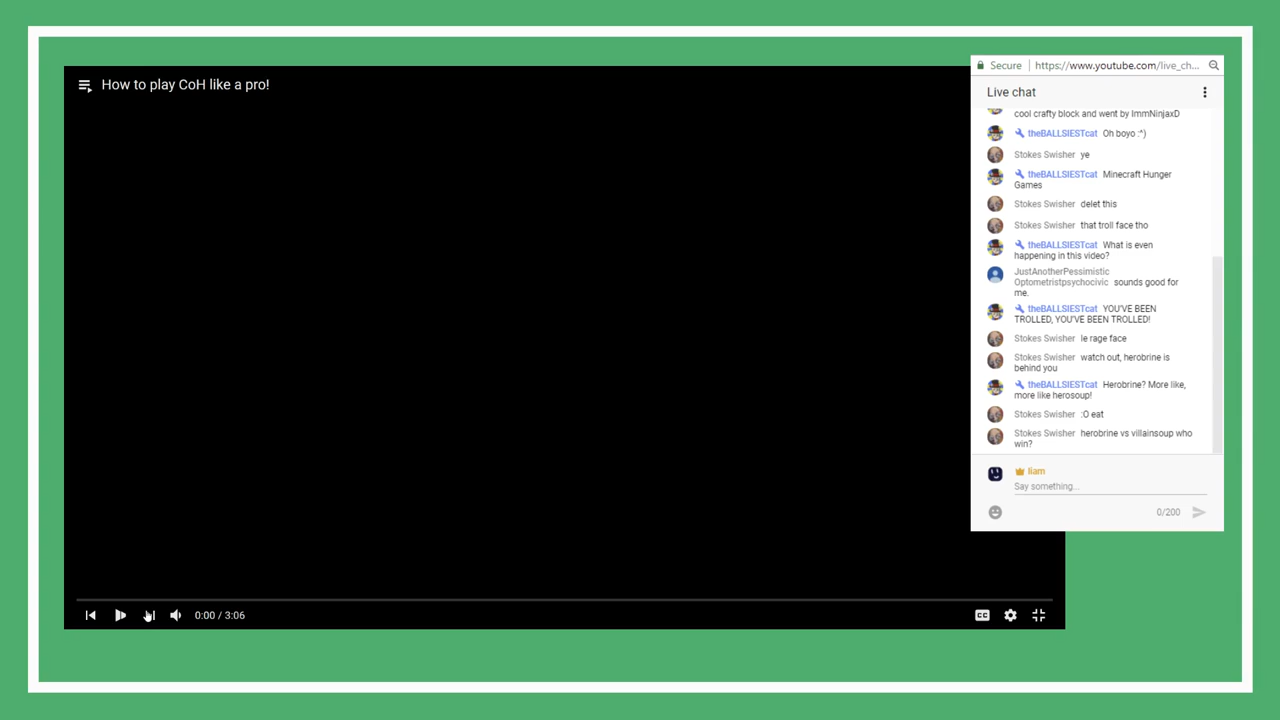 How to play CoH like a pro!
Secure | https://www.youtube.com/live_ch...
Live chat
cool crafty block and went by ImmNinjaxD
theBALLSIESTcat Oh boyo :^)
Stokes Swisher ye
theBALLSIESTcat Minecraft Hunger
Games
Stokes Swisher delet this
Stokes Swisher that troll face tho
theBALLSIESTcat What is even
happening in this video?
JustAnotherPessimistic
Optometristpsychocivic sounds good for
me.
theBALLSIESTcat YOU'VE BEEN
TROLLED, YOU'VE BEEN TROLLED!
Stokes Swisher le rage face
Stokes Swisher watch out, herobrine is
behind you
theBALLSIESTcat Herobrine? More like,
more like herosoup!
Stokes Swisher :O eat
Stokes Swisher herobrine vs villainsoup who
win?
liam
Say something...
0/200
0:00 / 3:06
CC